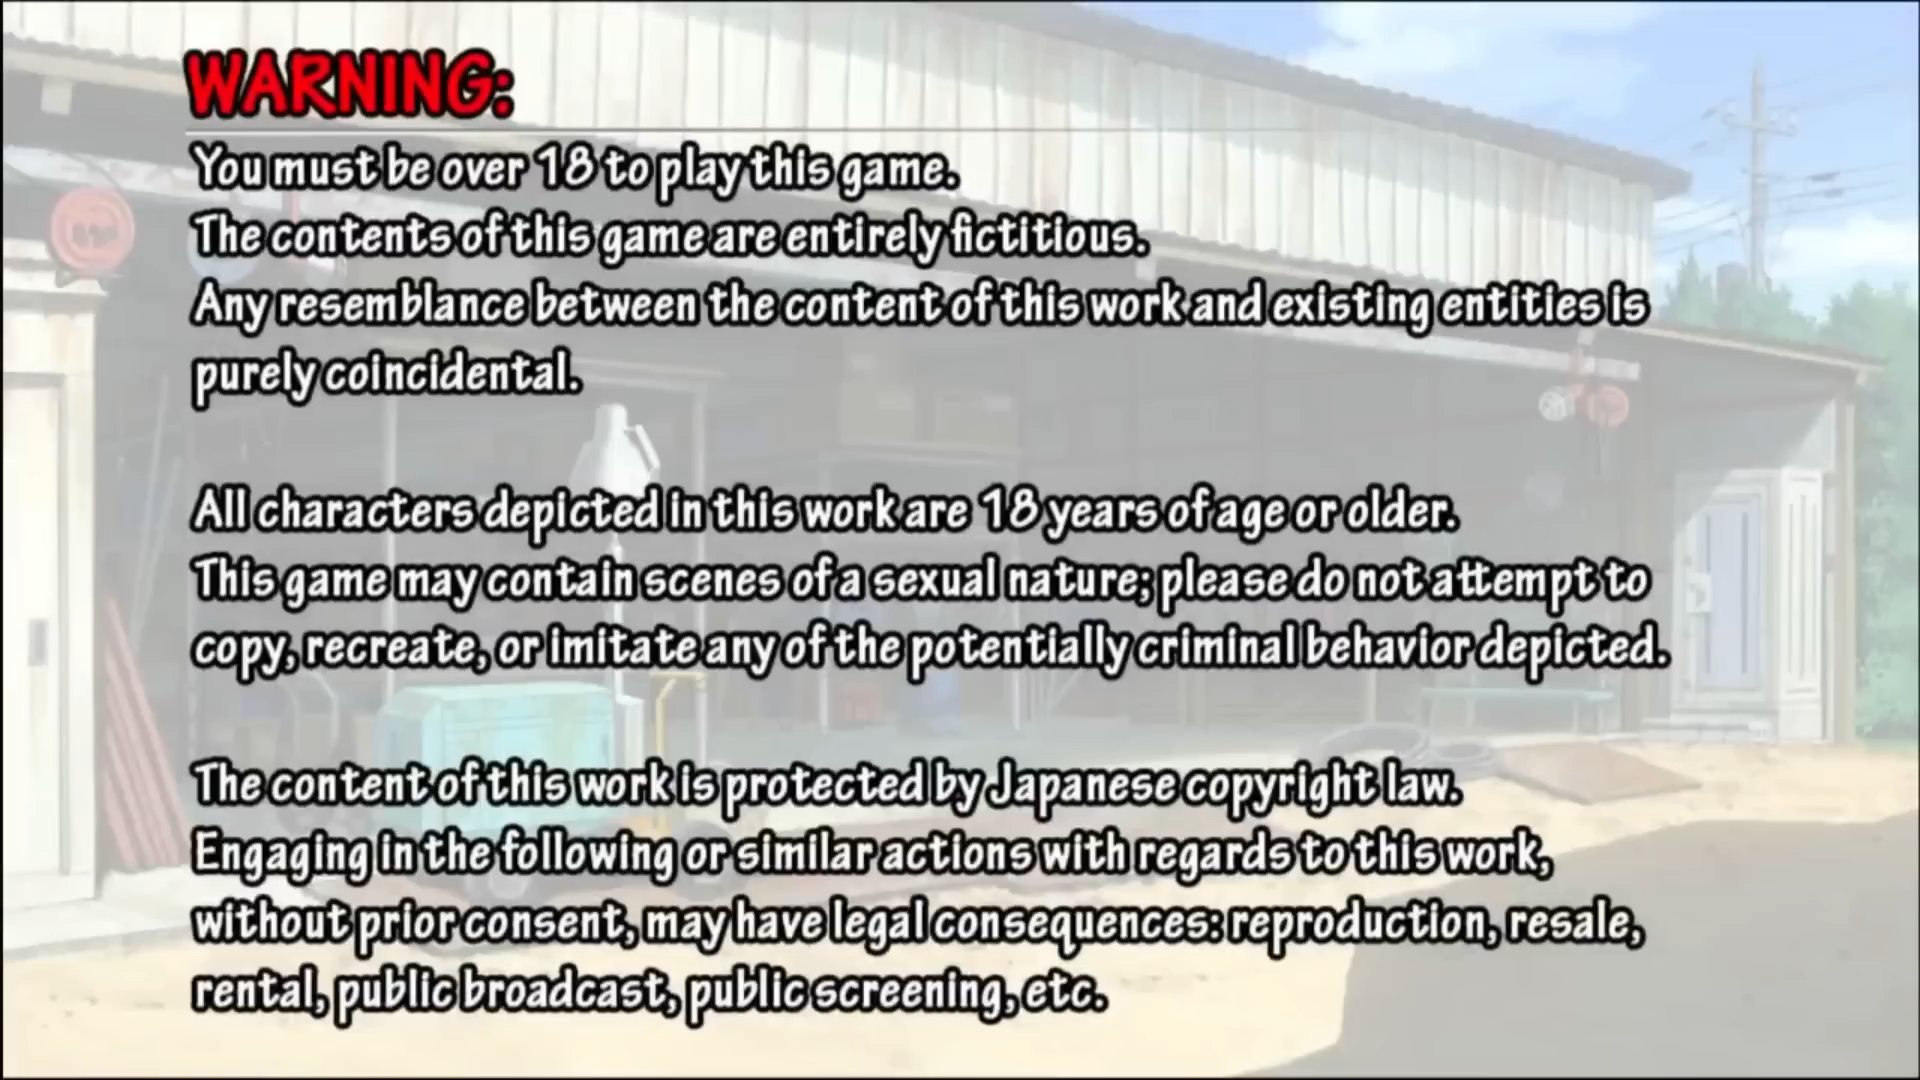 WARNING:
You must be over 18 to play this game.
The contents of this game are entirely fictitious.
Any resemblance between the content of this work and existing entities is
purely coincidental.
All characters depicted in this work are 18 years of age or older.
This game may contain scenes of a sexual nature; please do not attempt to
copy, recreate, or imitate any of the potentially criminal behavior depicted.
The content of this work is protected by Japanese copyright law.
Engaging in the following or similar actions with regards to this work,
without prior consent, may have legal consequences: reproduction, resale,
rental, public broadcast, public screening, etc.